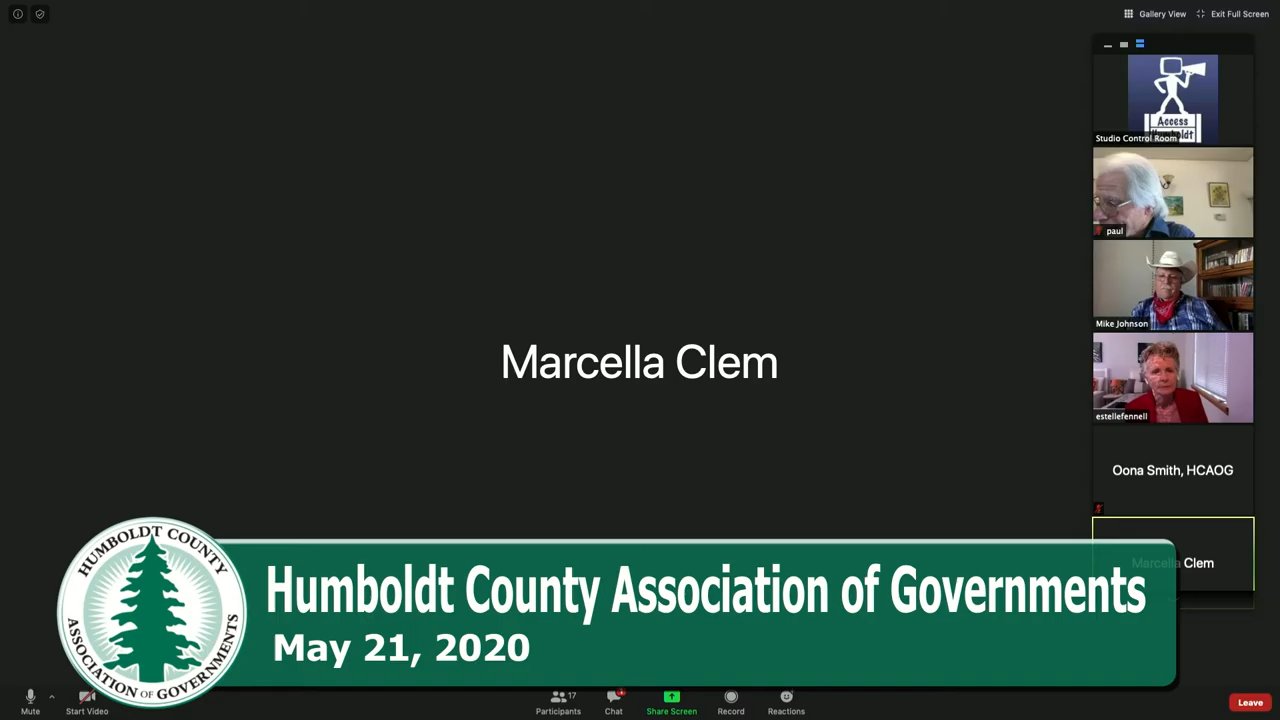 Gallery View
Exit Full Screen
Access
Humboldt
Studio Control Room
paul
Mike Johnson
estellefennell
Oona Smith, HCAOG
Marcella Clem
Marcella Clem
HUMBOLDT COUNTY
ASSOCIATION OF GOVERNMENTS
Humboldt County Association of Governments
May 21, 2020
Mute
Start Video
Participants
17
Chat
Share Screen
Record
Reactions
Leave